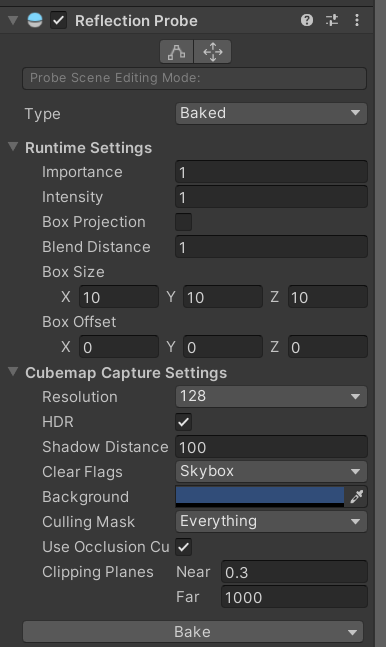 Reflection Probe
Probe Scene Editing Mode:
Type Baked
Runtime Settings
Importance 1
Intensity 1
Box Projection
Blend Distance 1
Box Size
X 10 Y 10 Z 10
Box Offset
X 0 Y 0 Z 0
Cubemap Capture Settings
Resolution 128
HDR
Shadow Distance 100
Clear Flags Skybox
Background
Culling Mask Everything
Use Occlusion Cu
Clipping Planes Near 0.3
Far 1000
Bake